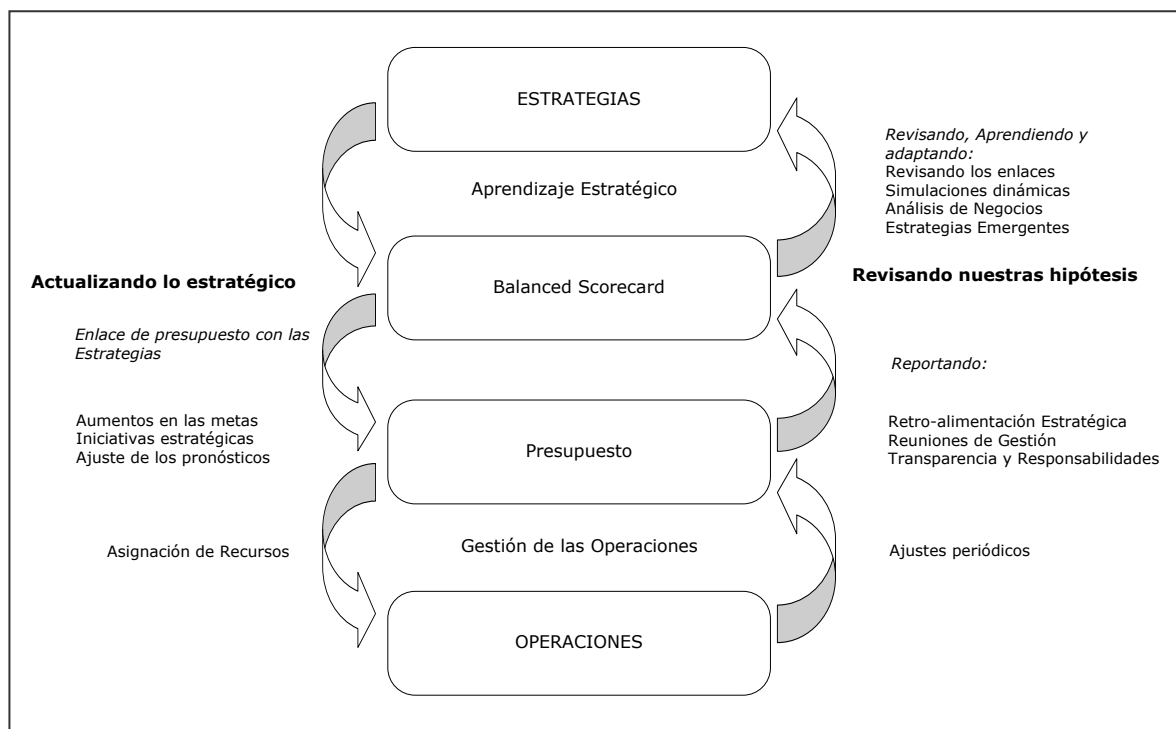 ESTRATEGIAS
Revisando, Aprendiendo y
adaptando:
Revisando los enlaces
Simulaciones dinámicas
Análisis de Negocios
Estrategias Emergentes
Aprendizaje Estratégico
Actualizando lo estratégico
Balanced Scorecard
Revisando nuestras hipótesis
Enlace de presupuesto con las
Estrategias
Reportando:
Aumentos en las metas
Iniciativas estratégicas
Ajuste de los pronósticos
Presupuesto
Retro-alimentación Estratégica
Reuniones de Gestión
Transparencia y Responsabilidades
Asignación de Recursos
Gestión de las Operaciones
Ajustes periódicos
OPERACIONES